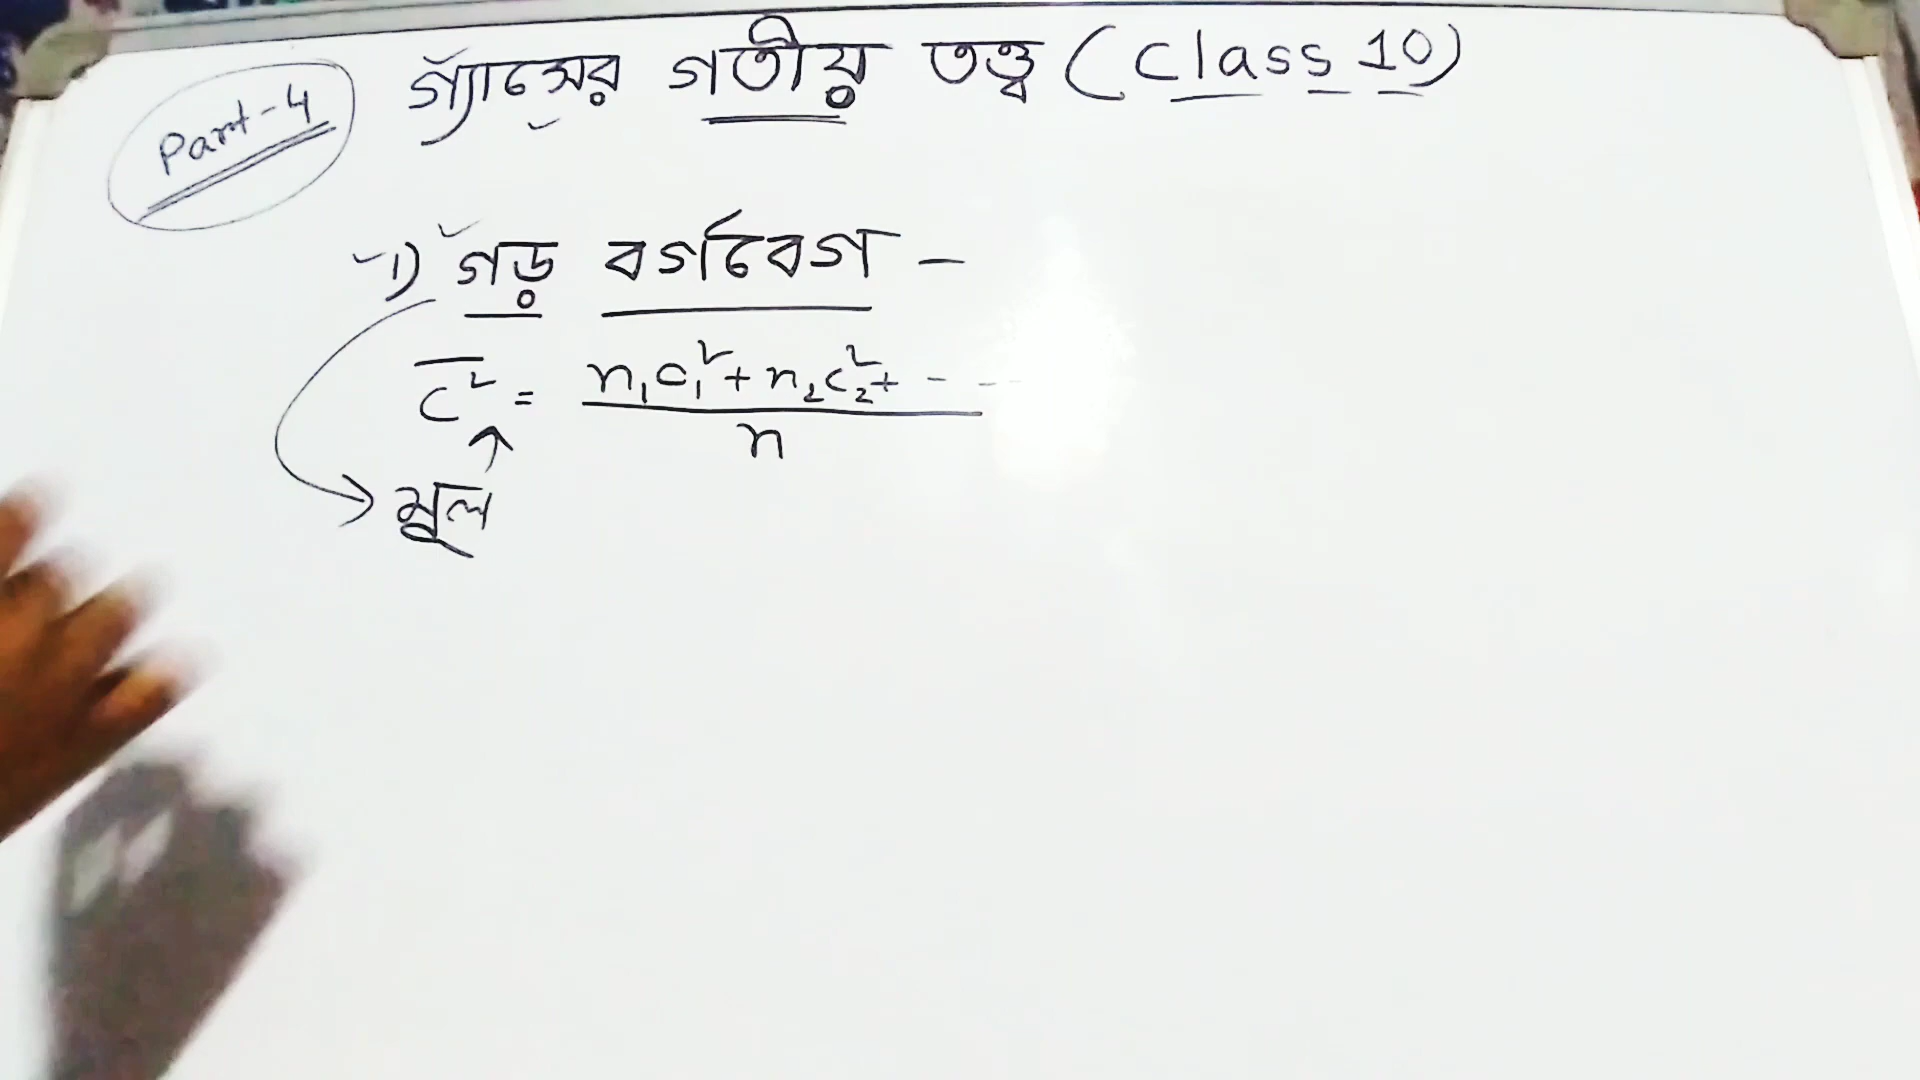 Part-4
গ্যাসের গতীয় তত্ত্ব (Class 10)
1) গড় বর্গবেগ -
c̅² = (n₁c₁² + n₂c₂² + - - -) / n
মূল